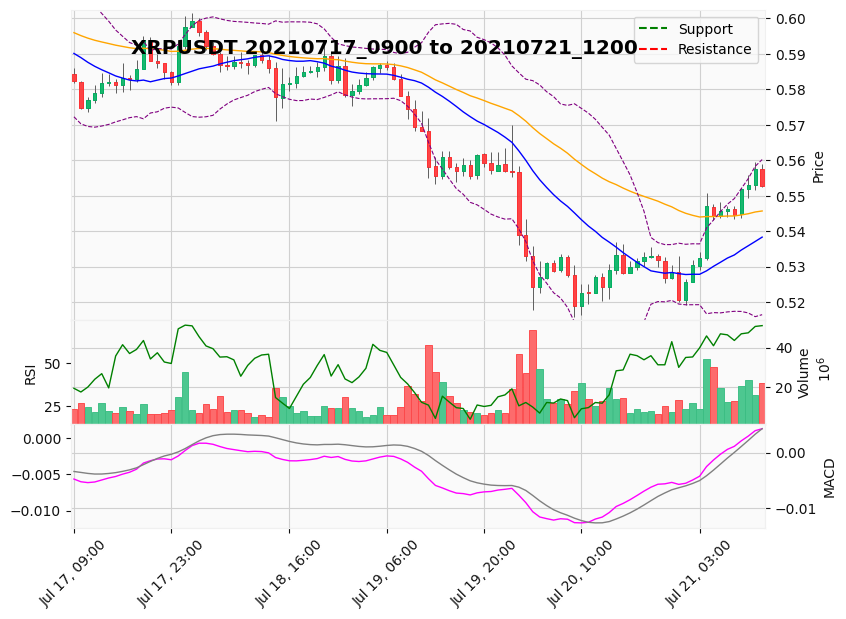 XRPUSDT 20210717_0900 to 20210721_1200
Support
Resistance
0.60
0.59
0.58
0.57
0.56
0.55
0.54
0.53
0.52
Price
RSI
50
25
40
20
Volume
10^6
0.000
−0.005
−0.010
0.00
−0.01
MACD
Jul 17, 09:00
Jul 17, 23:00
Jul 18, 16:00
Jul 19, 06:00
Jul 19, 20:00
Jul 20, 10:00
Jul 21, 03:00